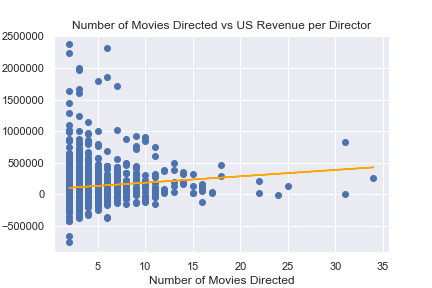 Number of Movies Directed vs US Revenue per Director
2500000
2000000
1500000
1000000
500000
0
−500000
5 10 15 20 25 30 35
Number of Movies Directed